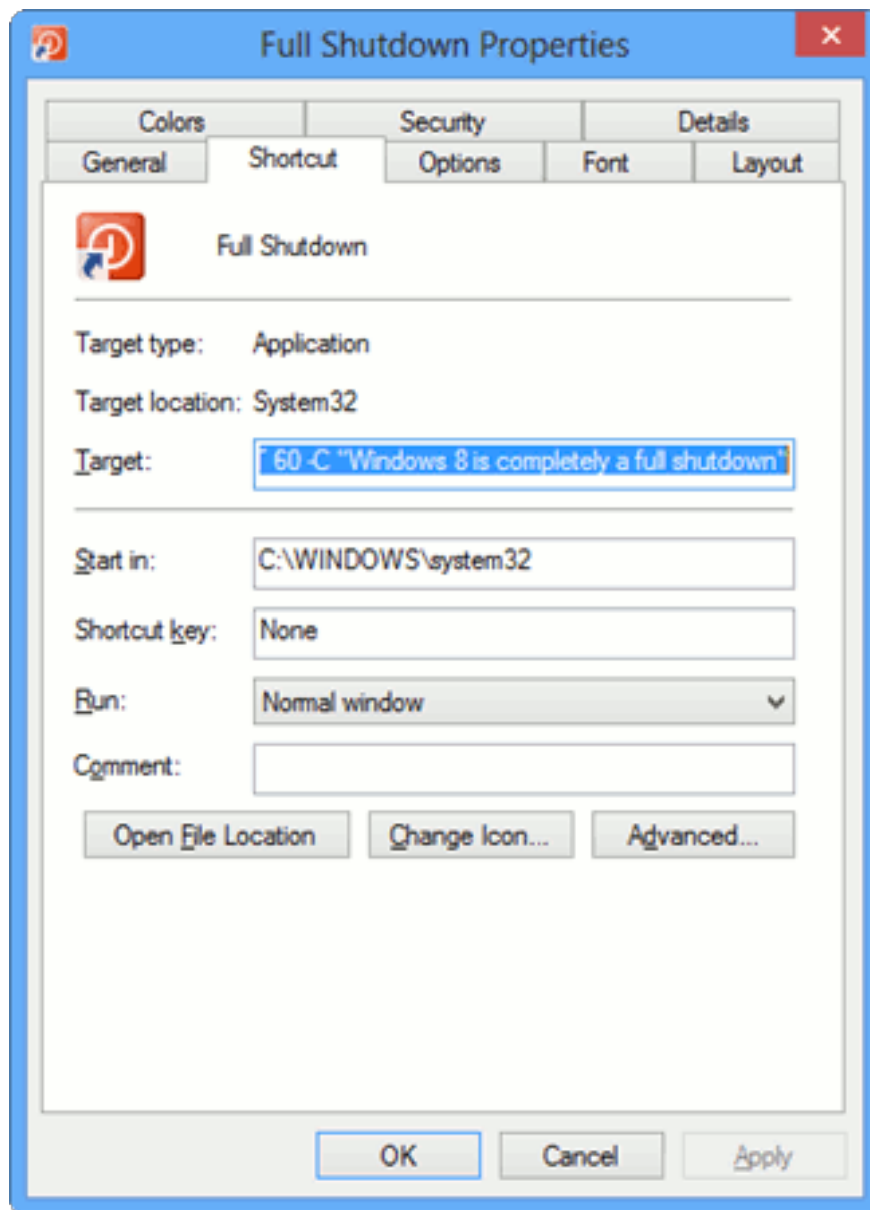 Full Shutdown Properties
Colors Security Details
General Shortcut Options Font Layout
Full Shutdown
Target type: Application
Target location: System32
Target: 60 -C "Windows 8 is completely a full shutdown"
Start in: C:\WINDOWS\system32
Shortcut key: None
Run: Normal window
Comment:
Open File Location Change Icon... Advanced...
OK Cancel Apply